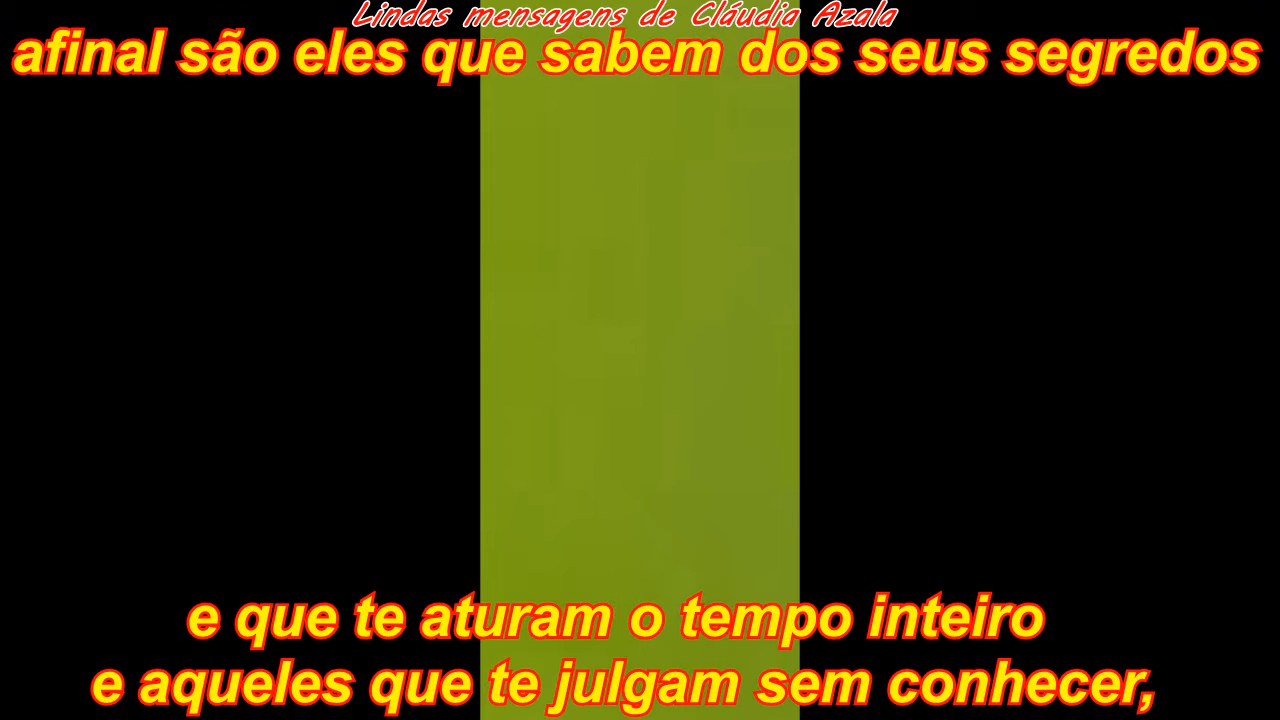 Lindas mensagens de Cláudia Azala
afinal são eles que sabem dos seus segredos
e que te aturam o tempo inteiro
e aqueles que te julgam sem conhecer,